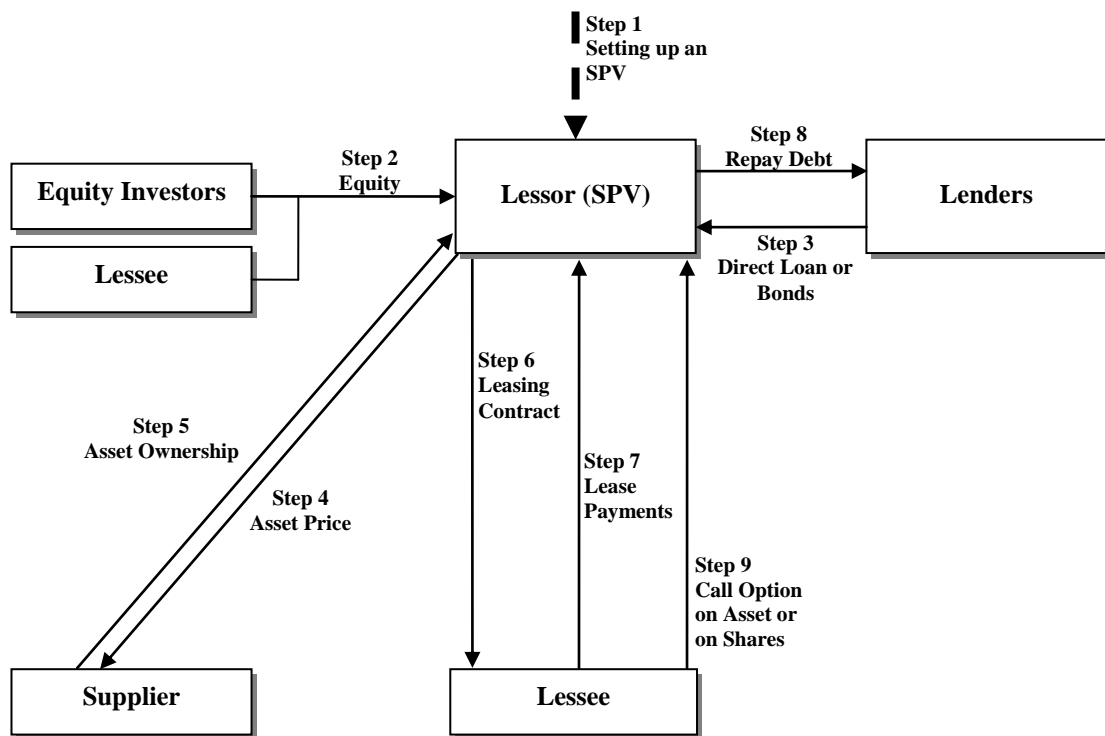 Step 1
Setting up an
SPV
Equity Investors
Lessee
Step 2
Equity
Lessor (SPV)
Step 8
Repay Debt
Lenders
Step 3
Direct Loan or
Bonds
Step 6
Leasing
Contract
Step 5
Asset Ownership
Step 4
Asset Price
Step 7
Lease
Payments
Step 9
Call Option
on Asset or
on Shares
Supplier
Lessee